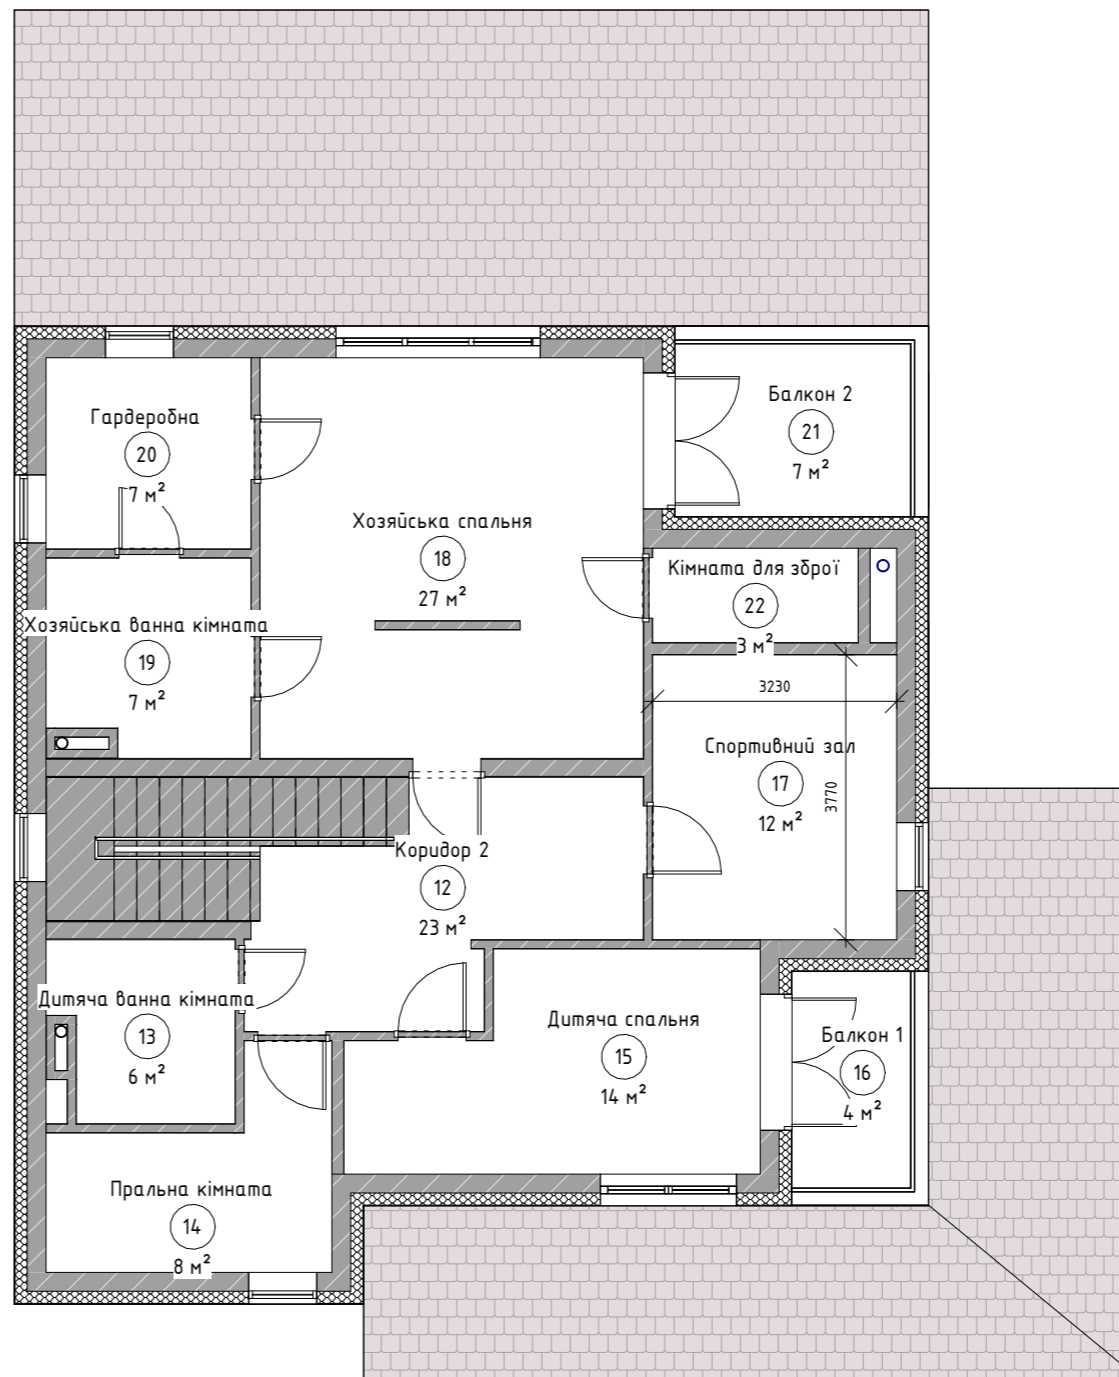 Гардеробна
20
7 м²
Балкон 2
21
7 м²
Хозяйська спальня
18
27 м²
Кімната для зброї
22
3 м²
Хозяйська ванна кімната
19
7 м²
3230
Спортивний зал
17
12 м²
3770
Коридор 2
12
23 м²
Дитяча ванна кімната
13
6 м²
Дитяча спальня
15
14 м²
Балкон 1
16
4 м²
Пральна кімната
14
8 м²